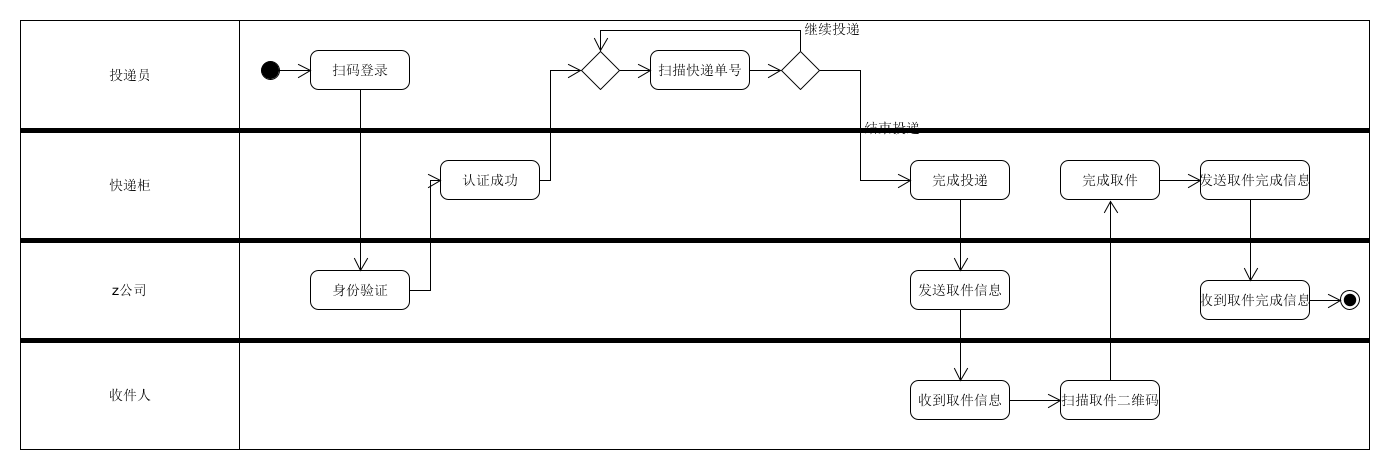 继续投递
投递员
扫码登录
扫描快递单号
结束投递
快递柜
认证成功
完成投递
完成取件
发送取件完成信息
z公司
身份验证
发送取件信息
收到取件完成信息
收件人
收到取件信息
扫描取件二维码